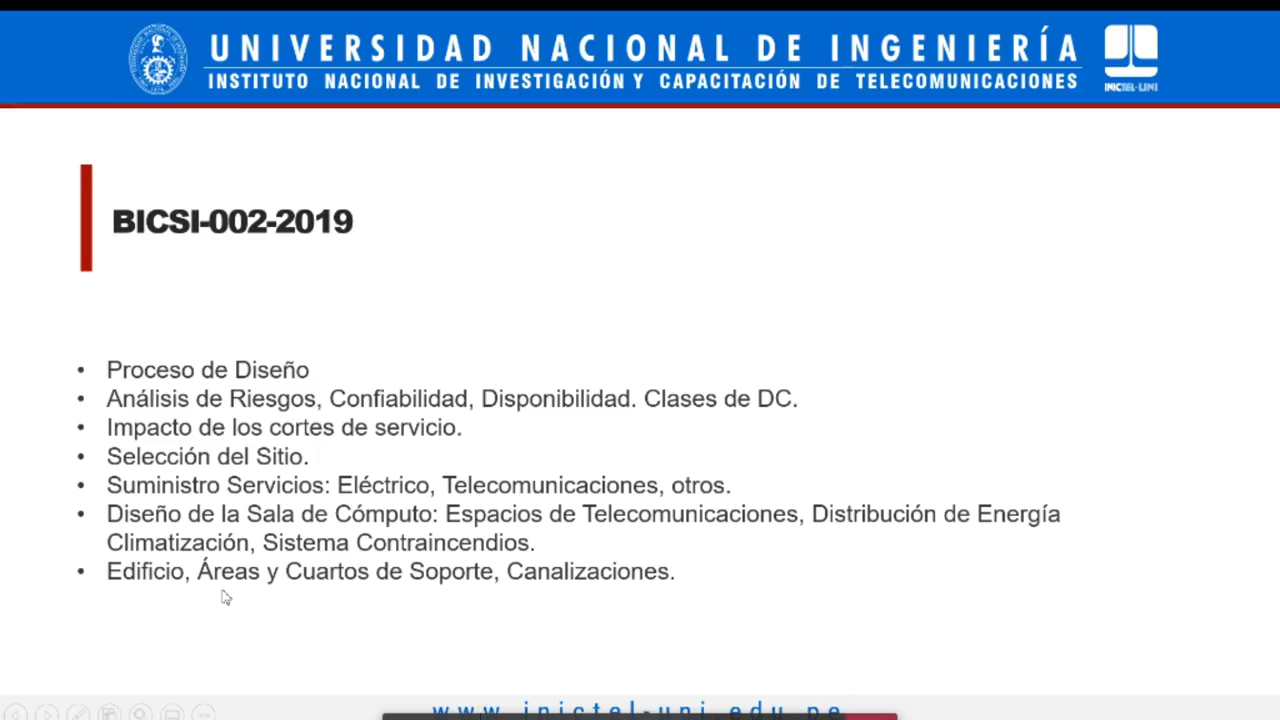 UNIVERSIDAD NACIONAL DE INGENIERÍA
INSTITUTO NACIONAL DE INVESTIGACIÓN Y CAPACITACIÓN DE TELECOMUNICACIONES
INICTEL-UNI
BICSI-002-2019
• Proceso de Diseño
• Análisis de Riesgos, Confiabilidad, Disponibilidad. Clases de DC.
• Impacto de los cortes de servicio.
• Selección del Sitio.
• Suministro Servicios: Eléctrico, Telecomunicaciones, otros.
• Diseño de la Sala de Cómputo: Espacios de Telecomunicaciones, Distribución de Energía
Climatización, Sistema Contraincendios.
• Edificio, Áreas y Cuartos de Soporte, Canalizaciones.
www.inictel-uni.edu.pe